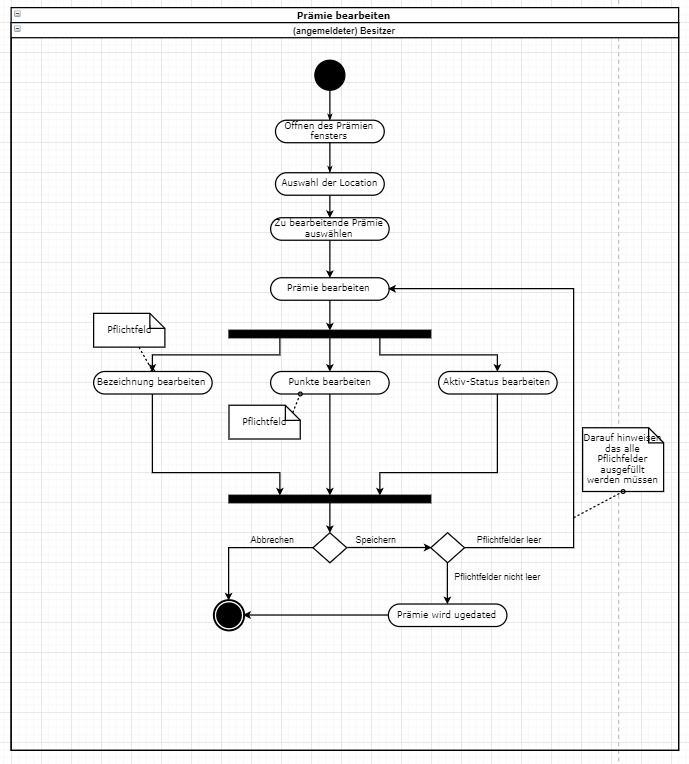 Prämie bearbeiten
(angemeldeter) Besitzer
Öffnen des Prämien
fensters
Auswahl der Location
Zu bearbeitende Prämie
auswählen
Prämie bearbeiten
Pflichtfeld
Bezeichnung bearbeiten
Punkte bearbeiten
Aktiv-Status bearbeiten
Pflichtfeld
Darauf hinweisen
das alle
Pflichfelder
ausgefüllt
werden müssen
Abbrechen
Speichern
Pflichtfelder leer
Pflichtfelder nicht leer
Prämie wird ugedated